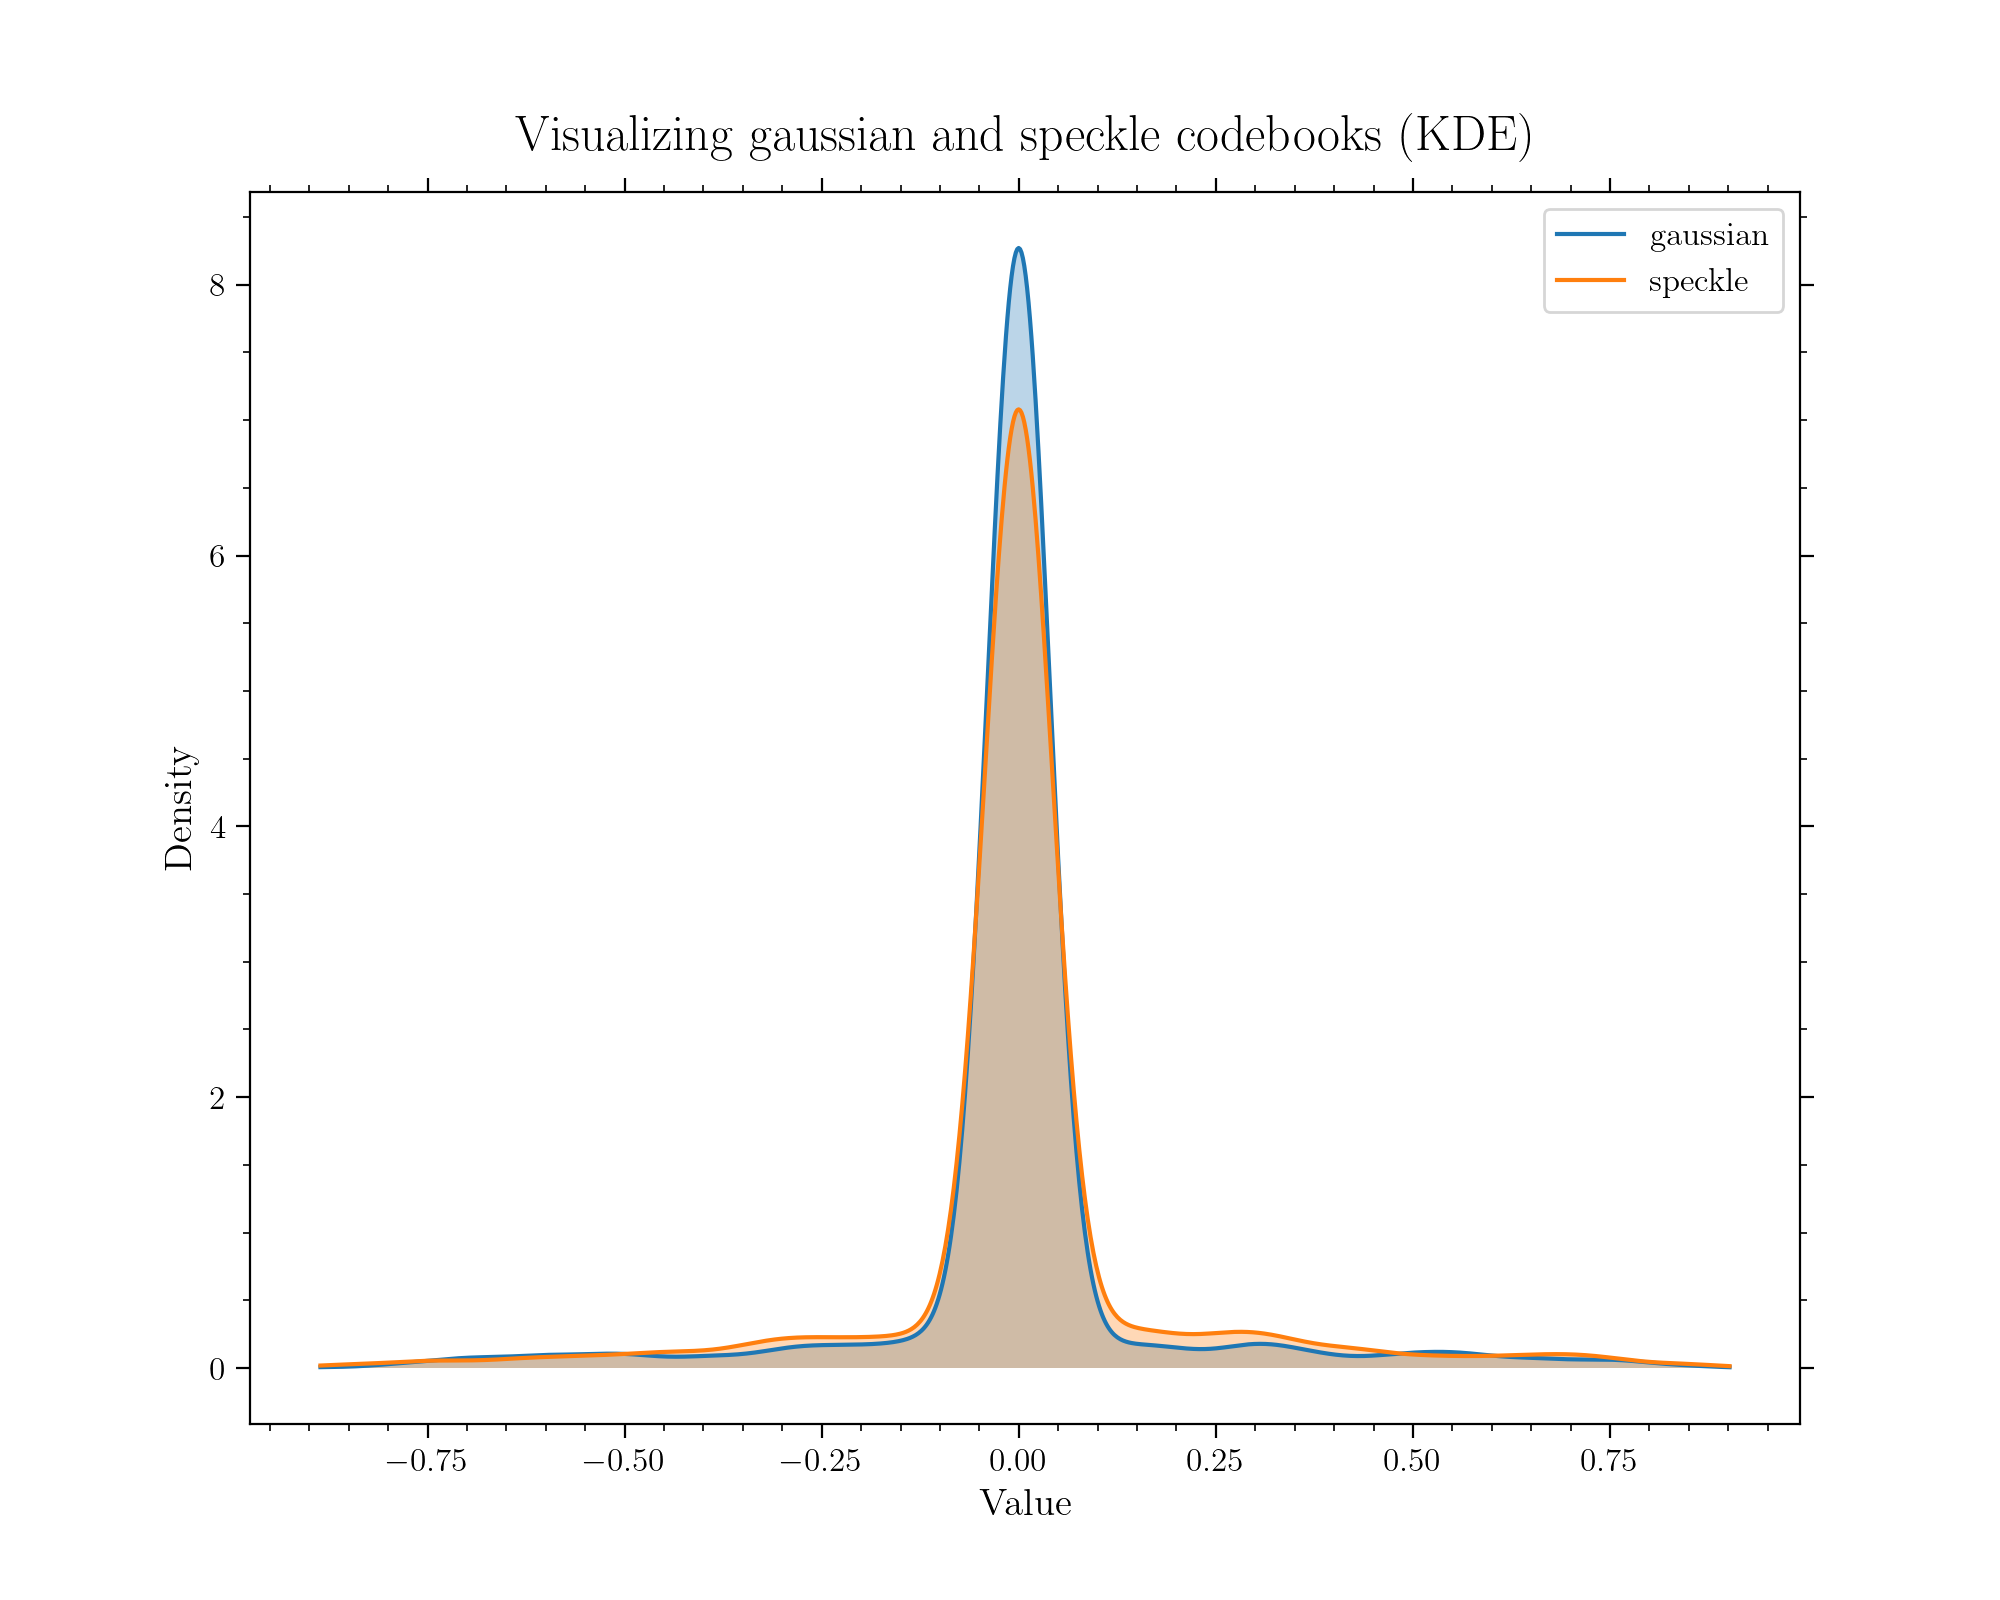 Visualizing gaussian and speckle codebooks (KDE)
gaussian
speckle
8
6
4
2
0
Density
−0.75 −0.50 −0.25 0.00 0.25 0.50 0.75
Value